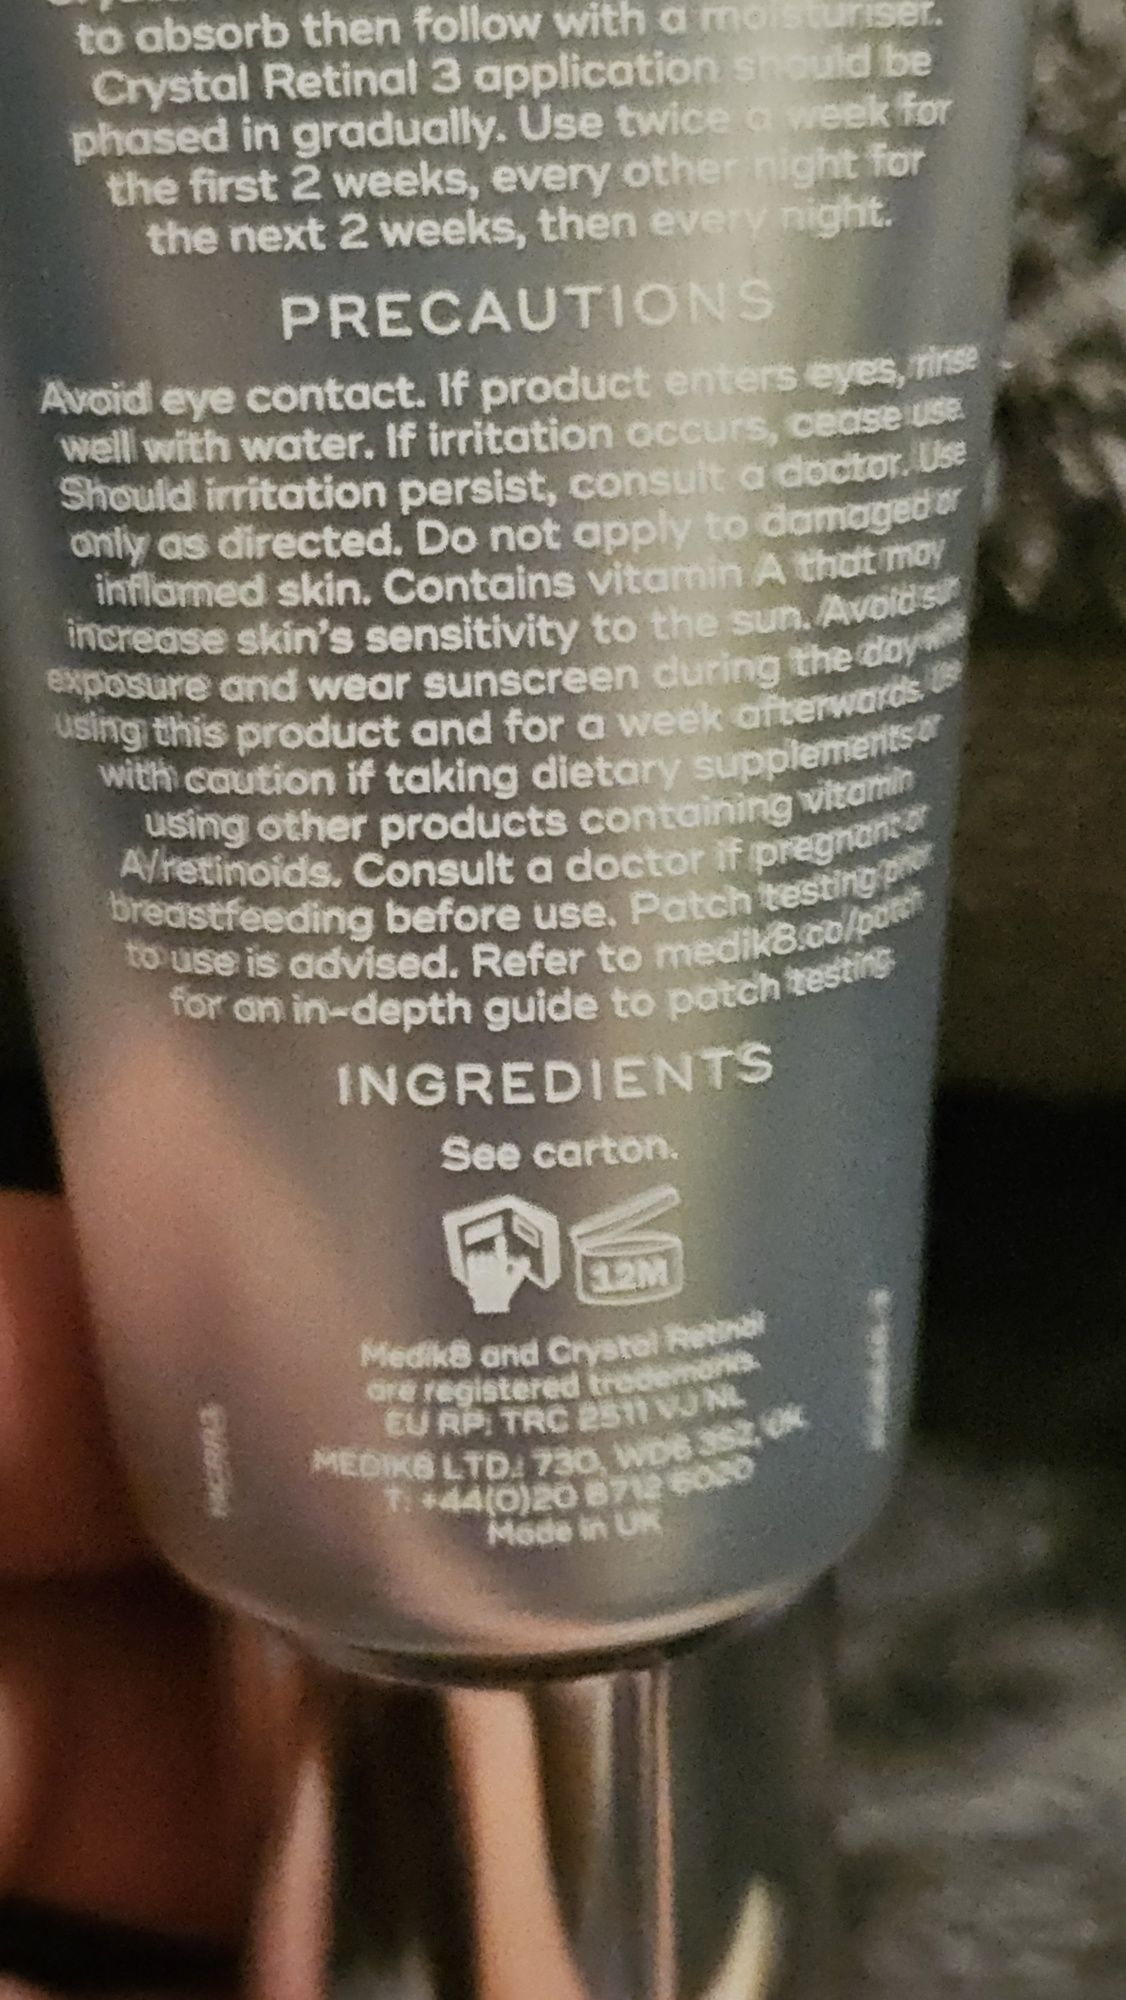 to absorb then follow with a moisturiser.
Crystal Retinal 3 application should be
phased in gradually. Use twice a week for
the first 2 weeks, every other night for
the next 2 weeks, then every night.
PRECAUTIONS
Avoid eye contact. If product enters eyes, rinse
well with water. If irritation occurs, cease use.
Should irritation persist, consult a doctor. Use
only as directed. Do not apply to damaged or
inflamed skin. Contains vitamin A that may
increase skin's sensitivity to the sun. Avoid sun
exposure and wear sunscreen during the day
using this product and for a week afterwards. Use
with caution if taking dietary supplements or
using other products containing vitamin
A/retinoids. Consult a doctor if pregnant or
breastfeeding before use. Patch testing prior
to use is advised. Refer to medik8.co/patch
for an in-depth guide to patch testing.
INGREDIENTS
See carton.
12M
Medik8 and Crystal Retinal
are registered trademarks.
EU RP: TRC 2511 VJ NL
MEDIK8 LTD.: 730, WD6 UK
T: +44(0)20 8712
Made in UK